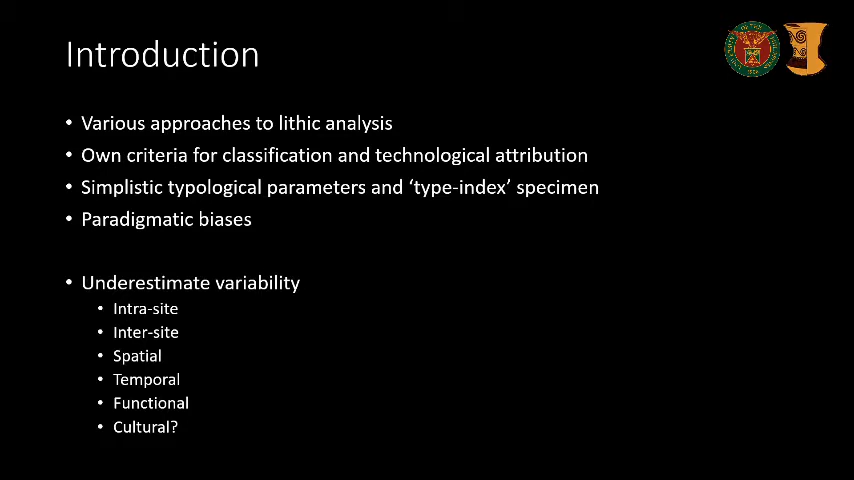 Introduction
• Various approaches to lithic analysis
• Own criteria for classification and technological attribution
• Simplistic typological parameters and ‘type-index’ specimen
• Paradigmatic biases
• Underestimate variability
• Intra-site
• Inter-site
• Spatial
• Temporal
• Functional
• Cultural?